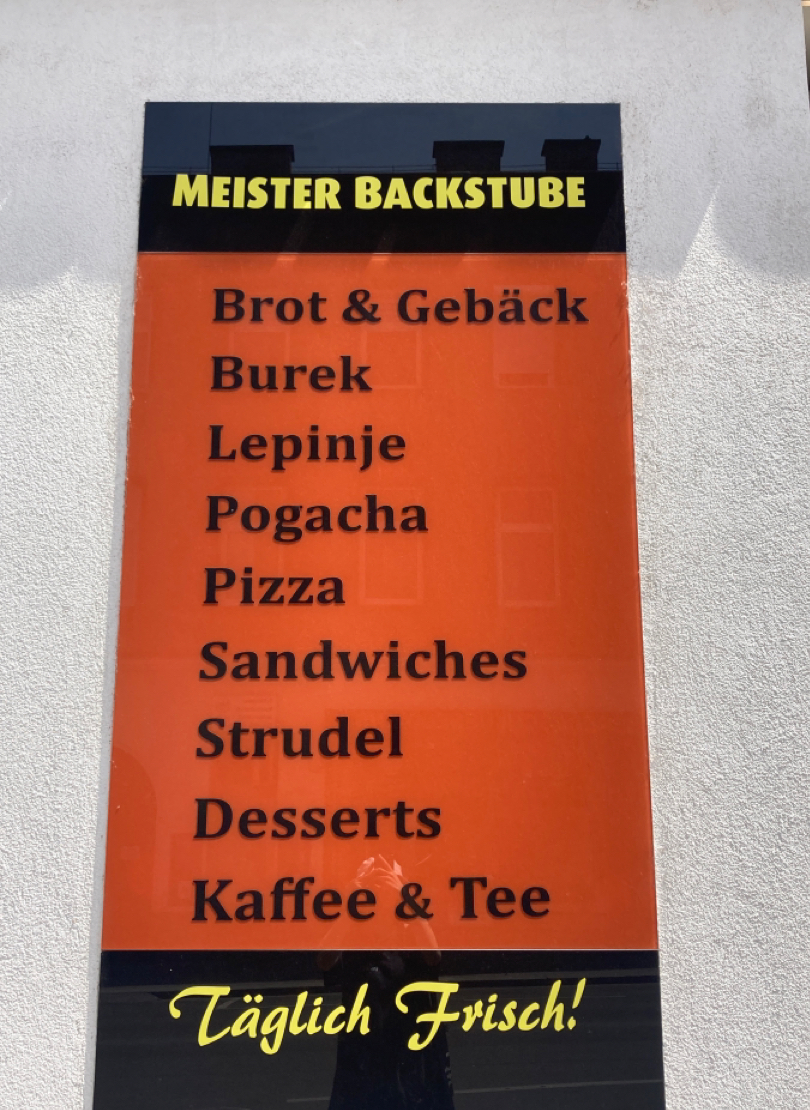 MEISTER BACKSTUBE
Brot & Gebäck
Burek
Lepinje
Pogacha
Pizza
Sandwiches
Strudel
Desserts
Kaffee & Tee
Täglich Frisch!